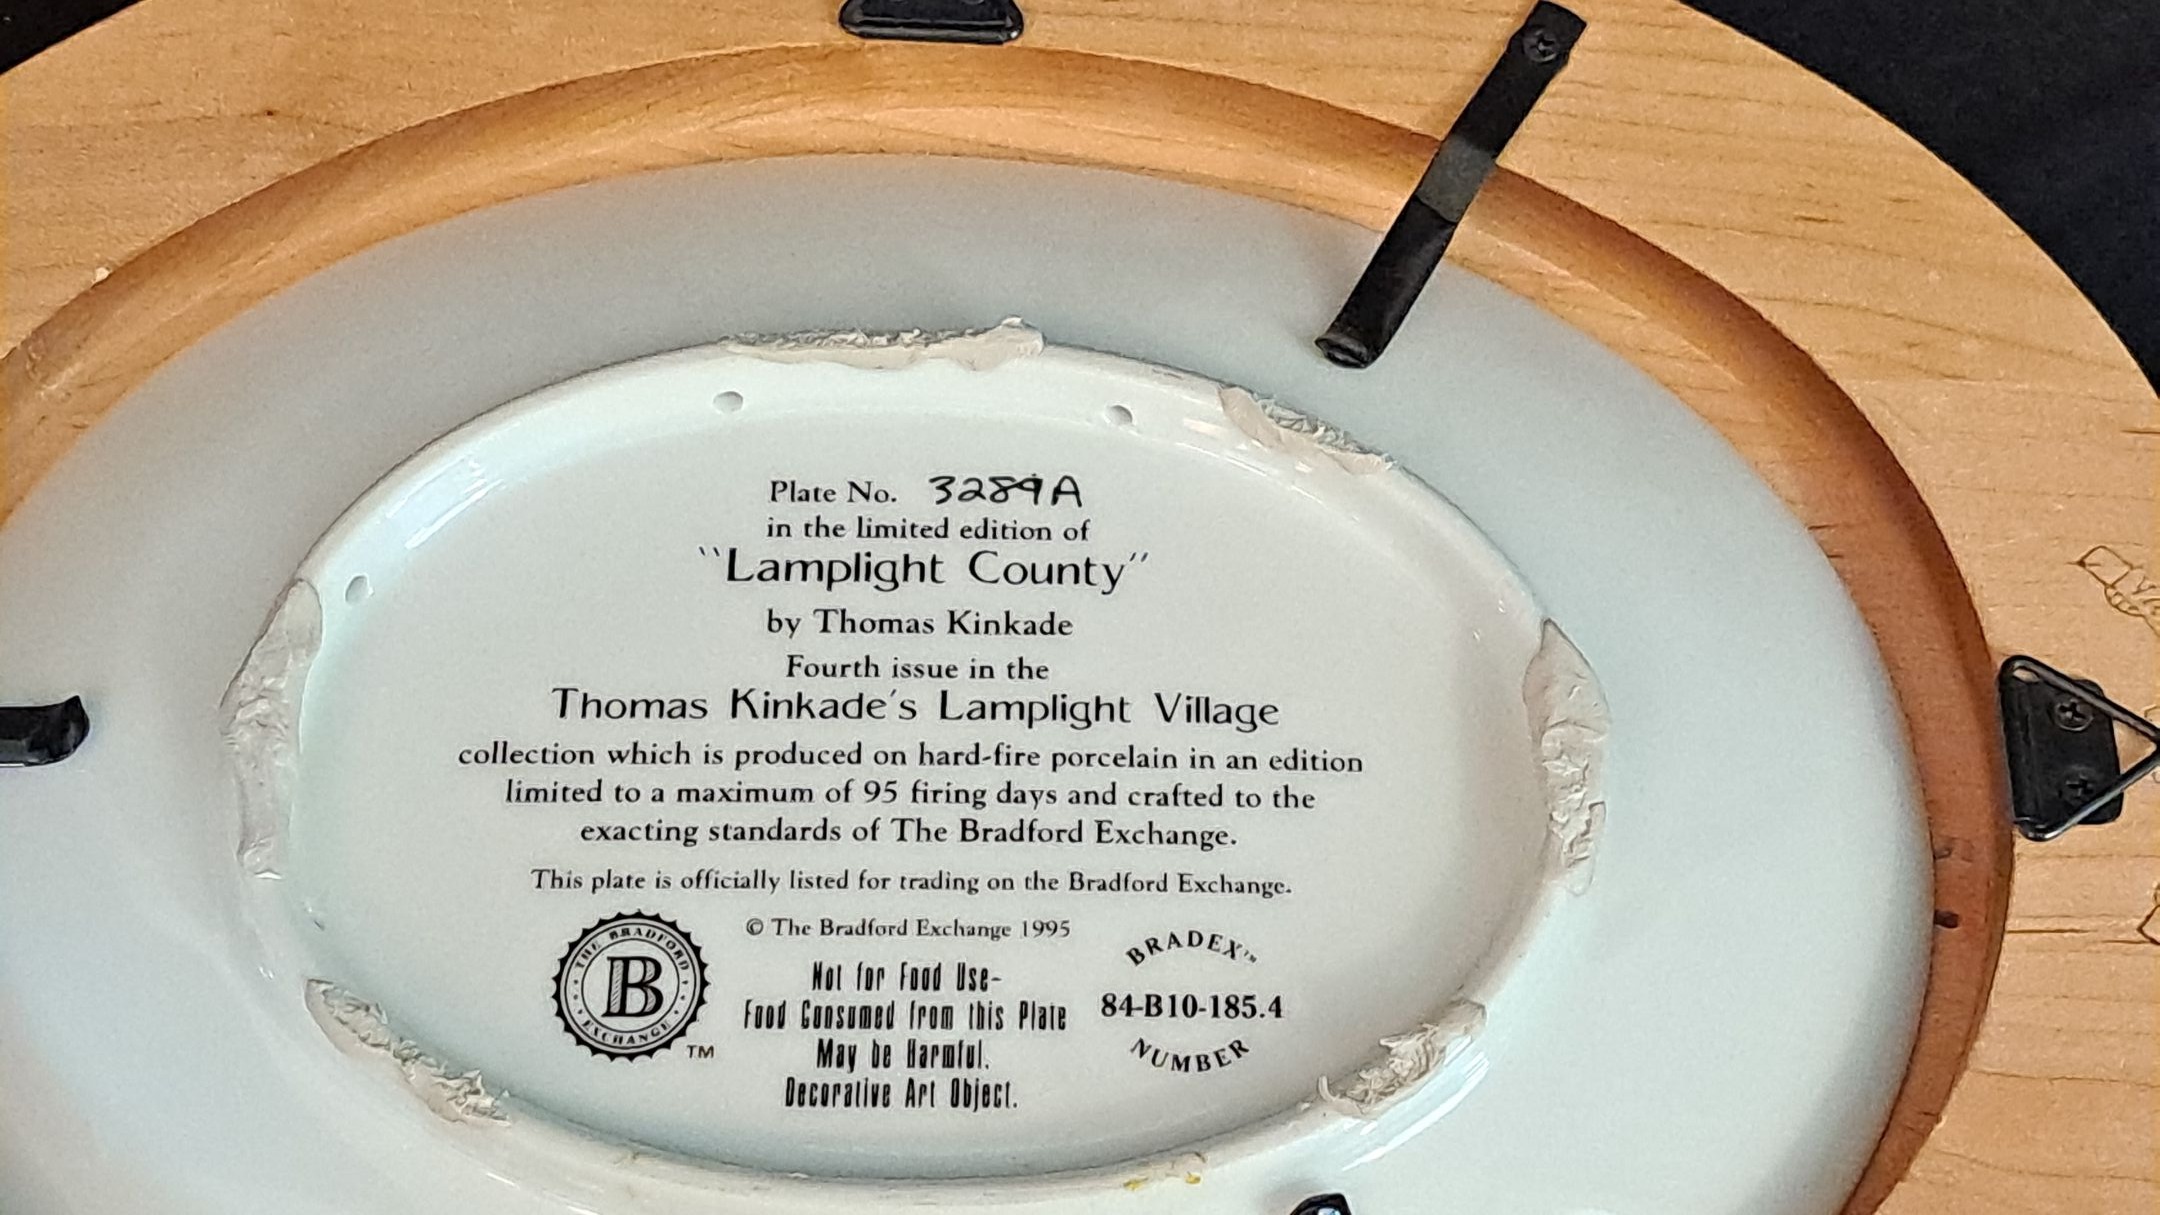 Plate No. 3289A
in the limited edition of
"Lamplight County"
by Thomas Kinkade
Fourth issue in the
Thomas Kinkade's Lamplight Village
collection which is produced on hard-fire porcelain in an edition
limited to a maximum of 95 firing days and crafted to the
exacting standards of The Bradford Exchange.
This plate is officially listed for trading on the Bradford Exchange.
THE BRADFORD
B
EXCHANGE
TM
© The Bradford Exchange 1995
Not for Food Use-
Food Consumed from this Plate
May be Harmful.
Decorative Art Object.
BRADEX™
84-B10-185.4
NUMBER